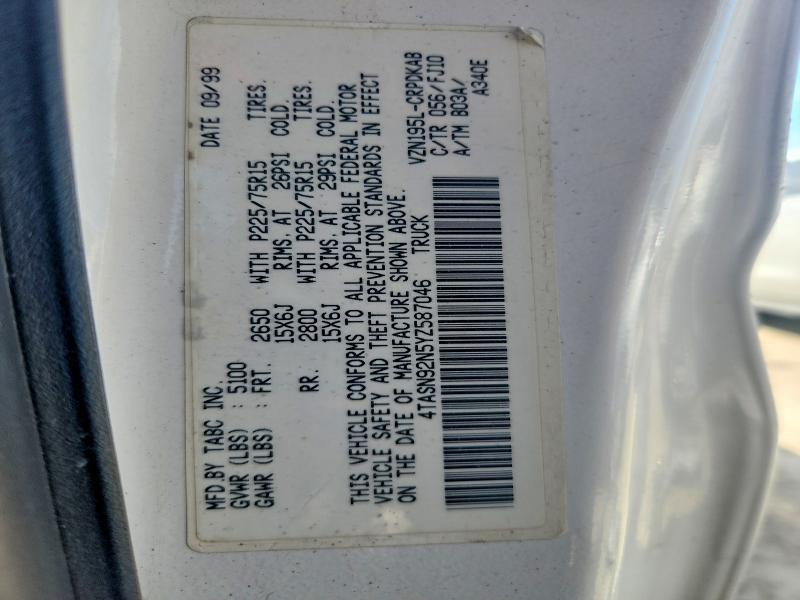 MFD.BY TABC INC. DATE 09/99
GVWR (LBS) : 5100
GAWR (LBS) : FRT. 2650 WITH P225/75R15 TIRES.
15X6J RIMS. AT 26PSI COLD.
RR. 2800 WITH P225/75R15 TIRES.
15X6J RIMS. AT 29PSI COLD.
THIS VEHICLE CONFORMS TO ALL APPLICABLE FEDERAL MOTOR
VEHICLE SAFETY AND THEFT PREVENTION STANDARDS IN EFFECT
ON THE DATE OF MANUFACTURE SHOWN ABOVE.
4TASN92N5YZ587046 TRUCK
VZN195L-CRPDKAB
C/TR 056/FJ10
A/TM B03A/
A340E